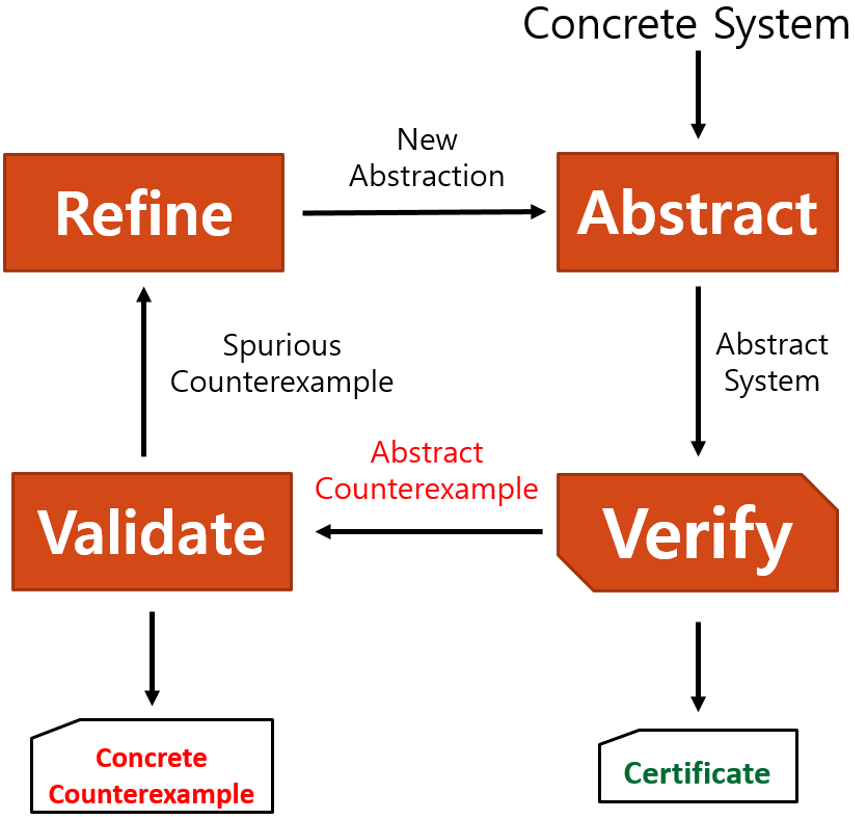 Concrete System
New
Abstraction
Refine
Abstract
Spurious
Counterexample
Abstract
System
Abstract
Counterexample
Validate
Verify
Concrete
Counterexample
Certificate